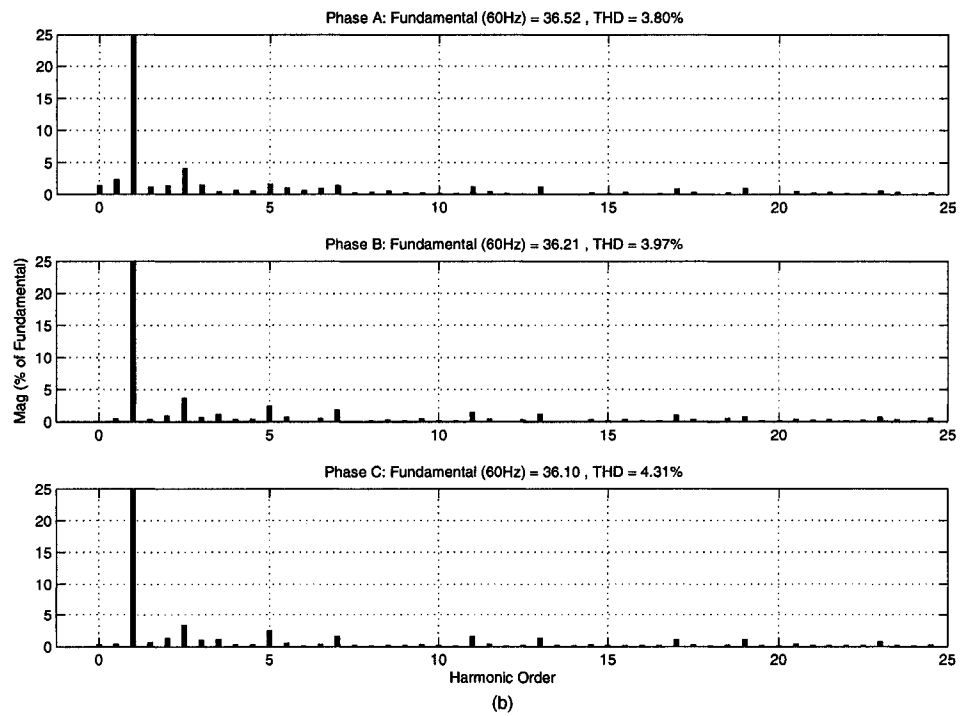 Phase A: Fundamental (60Hz) = 36.52 , THD = 3.80%
25
20
15
10
5
0
0 5 10 15 20 25
Phase B: Fundamental (60Hz) = 36.21 , THD = 3.97%
Mag (% of Fundamental)
25
20
15
10
5
0
0 5 10 15 20 25
Phase C: Fundamental (60Hz) = 36.10 , THD = 4.31%
25
20
15
10
5
0
0 5 10 15 20 25
Harmonic Order
(b)